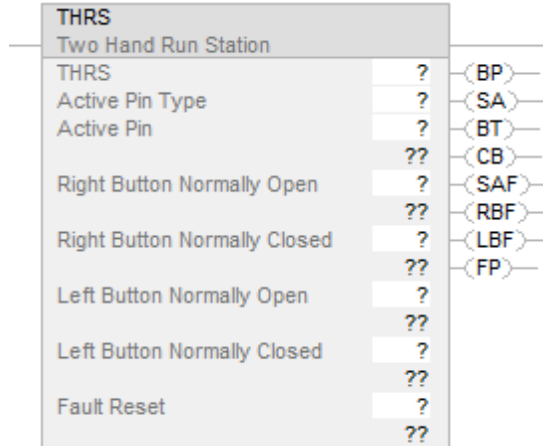 THRS
Two Hand Run Station
THRS ? BP
Active Pin Type ? SA
Active Pin ? BT
?? CB
Right Button Normally Open ? SAF
?? RBF
Right Button Normally Closed ? LBF
?? FP
Left Button Normally Open ?
??
Left Button Normally Closed ?
??
Fault Reset ?
??